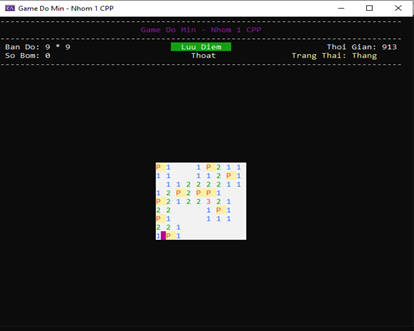 Game Do Min - Nhom 1 CPP
Game Do Min - Nhom 1 CPP
Ban Do: 9 * 9 Luu Diem Thoi Gian: 913
So Bom: 0 Thoat Trang Thai: Thang
P 1 1 P 2 1 1
1 1 1 1 2 P 1
1 1 2 2 2 2 1 1
1 2 P 2 P P 1
P 2 1 2 2 3 2 1
2 2 1 P 1
P 1 1 1 1
2 2 1
1 P 1